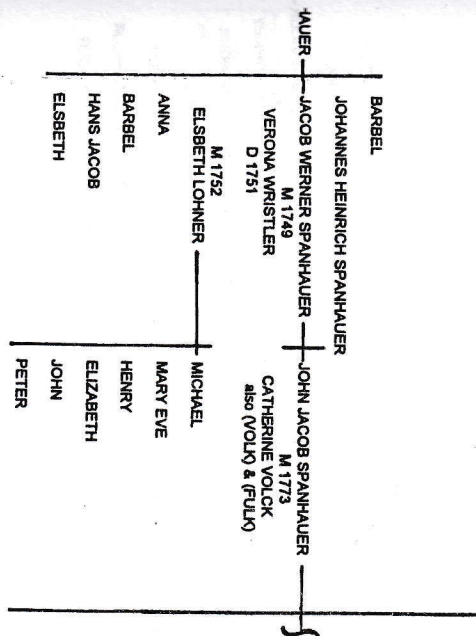 HAUER
BARBEL
JOHANNES HEINRICH SPANHAUER
JACOB WERNER SPANHAUER
M 1749
VERONA WRISTLER
D 1751
M 1752
ELSBETH LOHNER
ANNA
BARBEL
HANS JACOB
ELSBETH
JOHN JACOB SPANHAUER
M 1773
CATHERINE VOLCK
also (VOLK) & (FULK)
MICHAEL
MARY EVE
HENRY
ELIZABETH
JOHN
PETER